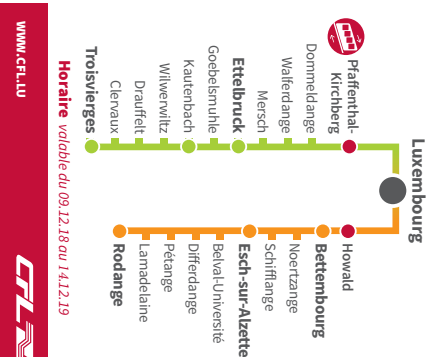 Luxembourg
Pfaffenthal-
Kirchberg
Dommeldange
Walferdange
Mersch
Ettelbruck
Goebelsmuhle
Kautenbach
Wilwerwiltz
Drauffelt
Clervaux
Troisvierges
Howald
Bettembourg
Noertzange
Schifflange
Esch-sur-Alzette
Belval-Université
Differdange
Pétange
Lamadelaine
Rodange
Horaire valable du 09.12.18 au 14.12.19
WWW.CFL.LU
CFL